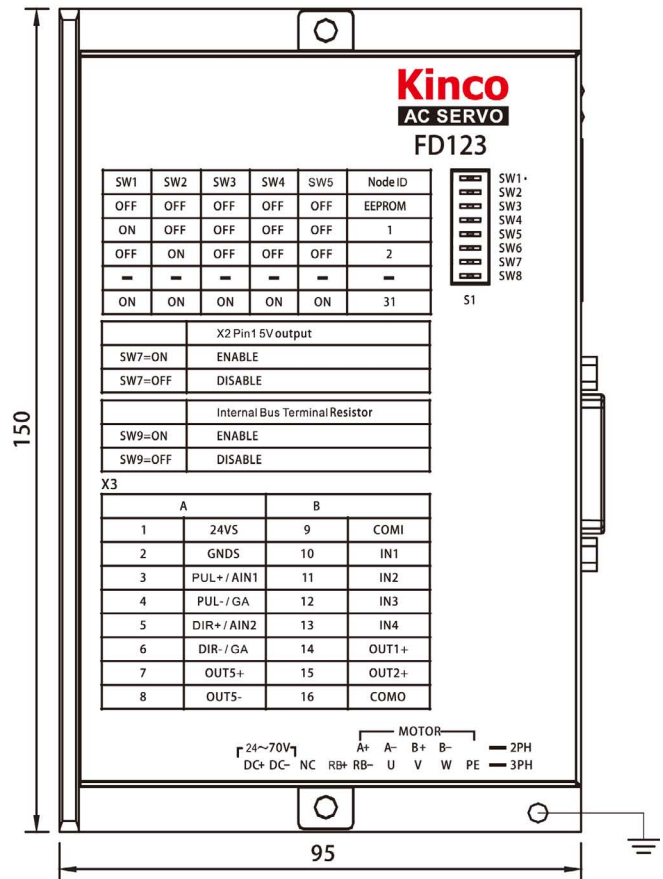 Kinco
AC SERVO
FD123
SW1 SW2 SW3 SW4 SW5 Node ID
OFF OFF OFF OFF OFF EEPROM
ON OFF OFF OFF OFF 1
OFF ON OFF OFF OFF 2
— — — — — —
ON ON ON ON ON 31
SW1
SW2
SW3
SW4
SW5
SW6
SW7
SW8
S1
X2 Pin1 5V output
SW7=ON ENABLE
SW7=OFF DISABLE
Internal Bus Terminal Resistor
SW9=ON ENABLE
SW9=OFF DISABLE
X3
A B
1 24VS 9 COMI
2 GNDS 10 IN1
3 PUL+/AIN1 11 IN2
4 PUL-/GA 12 IN3
5 DIR+/AIN2 13 IN4
6 DIR-/GA 14 OUT1+
7 OUT5+ 15 OUT2+
8 OUT5- 16 COMO
MOTOR
24~70V A+ A- B+ B- 2PH
DC+ DC- NC RB+ RB- U V W PE 3PH
150
95